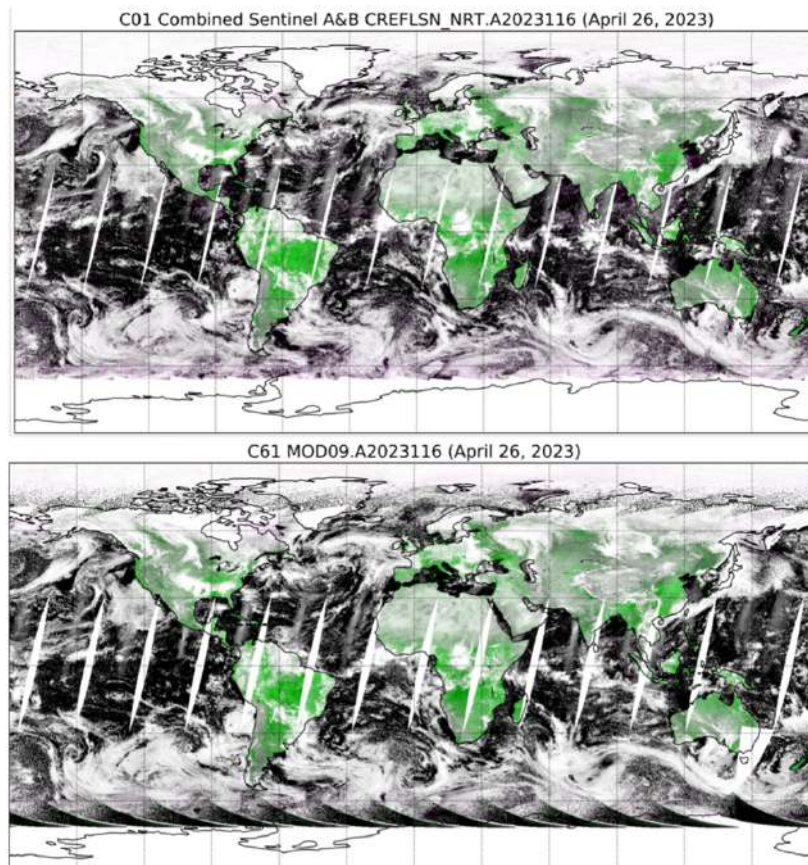 C01 Combined Sentinel A&B CREFLSN_NRT.A2023116 (April 26, 2023)
C61 MOD09.A2023116 (April 26, 2023)